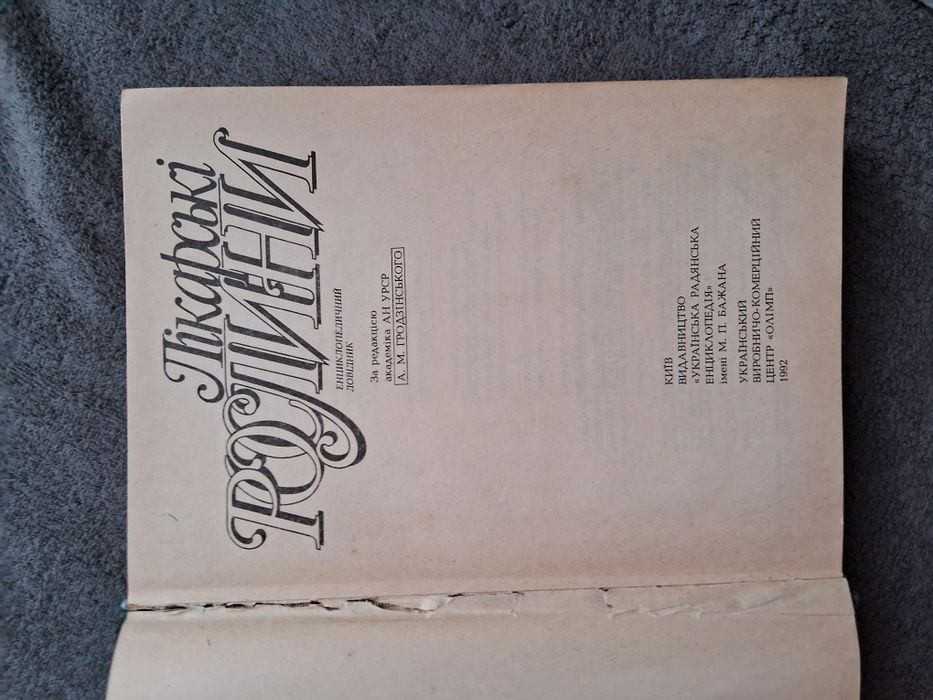 Лікарські
РОСЛИНИ
ЕНЦИКЛОПЕДИЧНИЙ
ДОВІДНИК
За редакцією
академіка АН УРСР
А. М. ГРОДЗІНСЬКОГО
КИЇВ
ВИДАВНИЦТВО
«УКРАЇНСЬКА РАДЯНСЬКА
ЕНЦИКЛОПЕДІЯ»
імені М. П. БАЖАНА
УКРАЇНСЬКИЙ
ВИРОБНИЧО-КОМЕРЦІЙНИЙ
ЦЕНТР «ОЛІМП»
1992